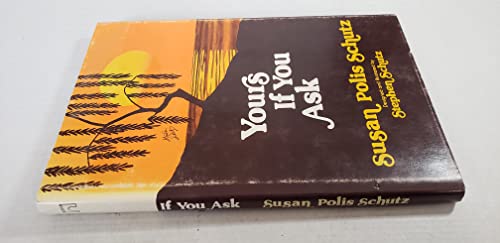 Yours
If You
Ask
Susan Polis Schutz
Designed and Illustrated by
Stephen Schutz
If You Ask Susan Polis Schutz